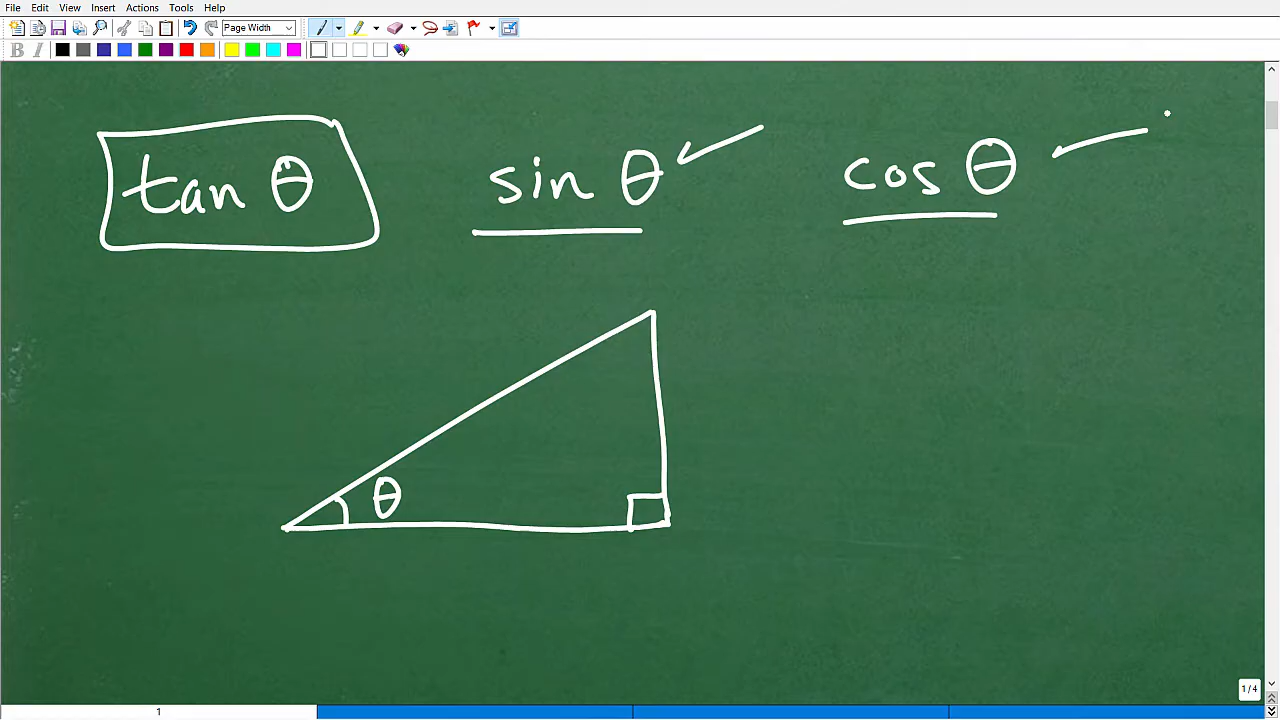 File Edit View Insert Actions Tools Help
Page Width
B I
tan θ sin θ cos θ
θ
1/4
1